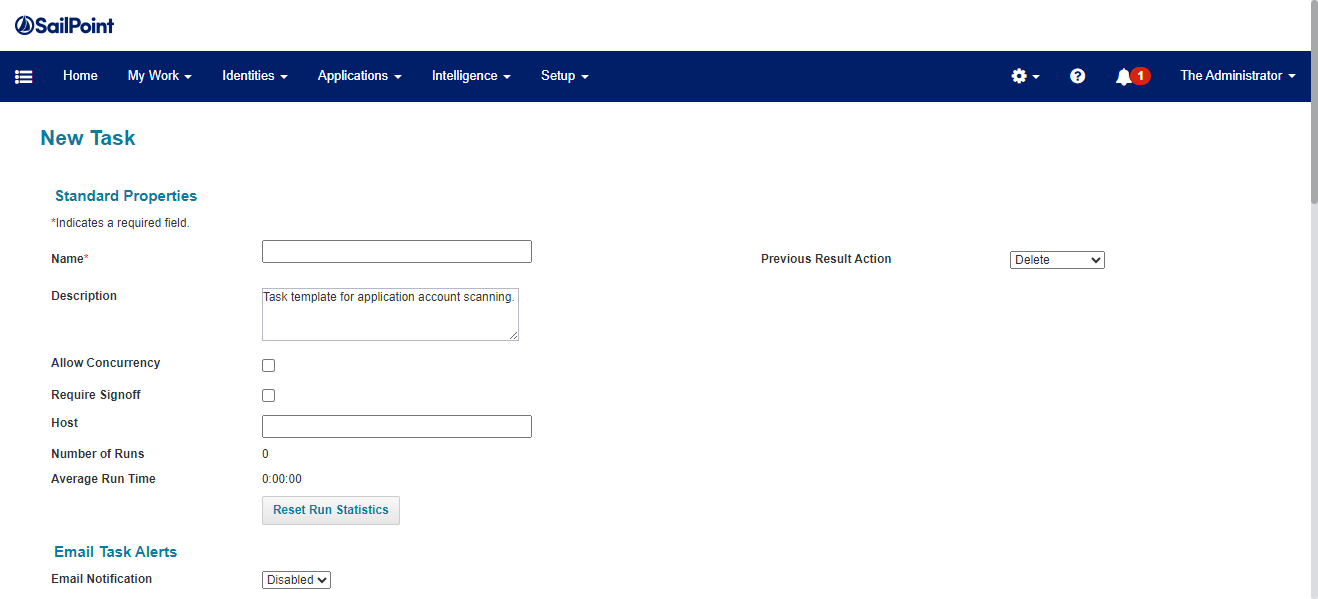 SailPoint
Home My Work Identities Applications Intelligence Setup 1 The Administrator
New Task
Standard Properties
*Indicates a required field.
Name* Previous Result Action Delete
Description Task template for application account scanning.
Allow Concurrency
Require Signoff
Host
Number of Runs 0
Average Run Time 0:00:00
Reset Run Statistics
Email Task Alerts
Email Notification Disabled